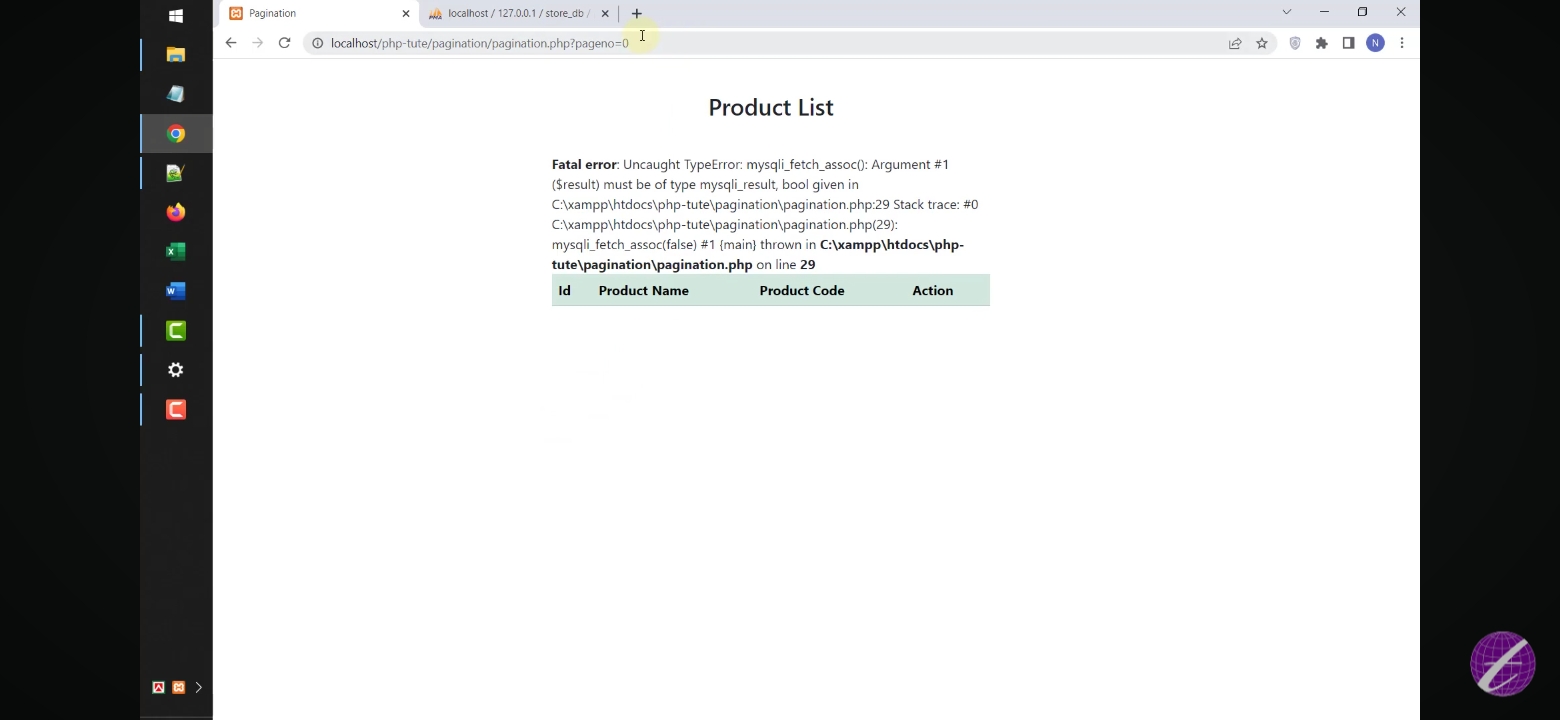 Pagination
localhost / 127.0.0.1 / store_db /
localhost/php-tute/pagination/pagination.php?pageno=0
N
Product List
Fatal error: Uncaught TypeError: mysqli_fetch_assoc(): Argument #1
($result) must be of type mysqli_result, bool given in
C:\xampp\htdocs\php-tute\pagination\pagination.php:29 Stack trace: #0
C:\xampp\htdocs\php-tute\pagination\pagination.php(29):
mysqli_fetch_assoc(false) #1 {main} thrown in C:\xampp\htdocs\php-
tute\pagination\pagination.php on line 29
Id Product Name Product Code Action